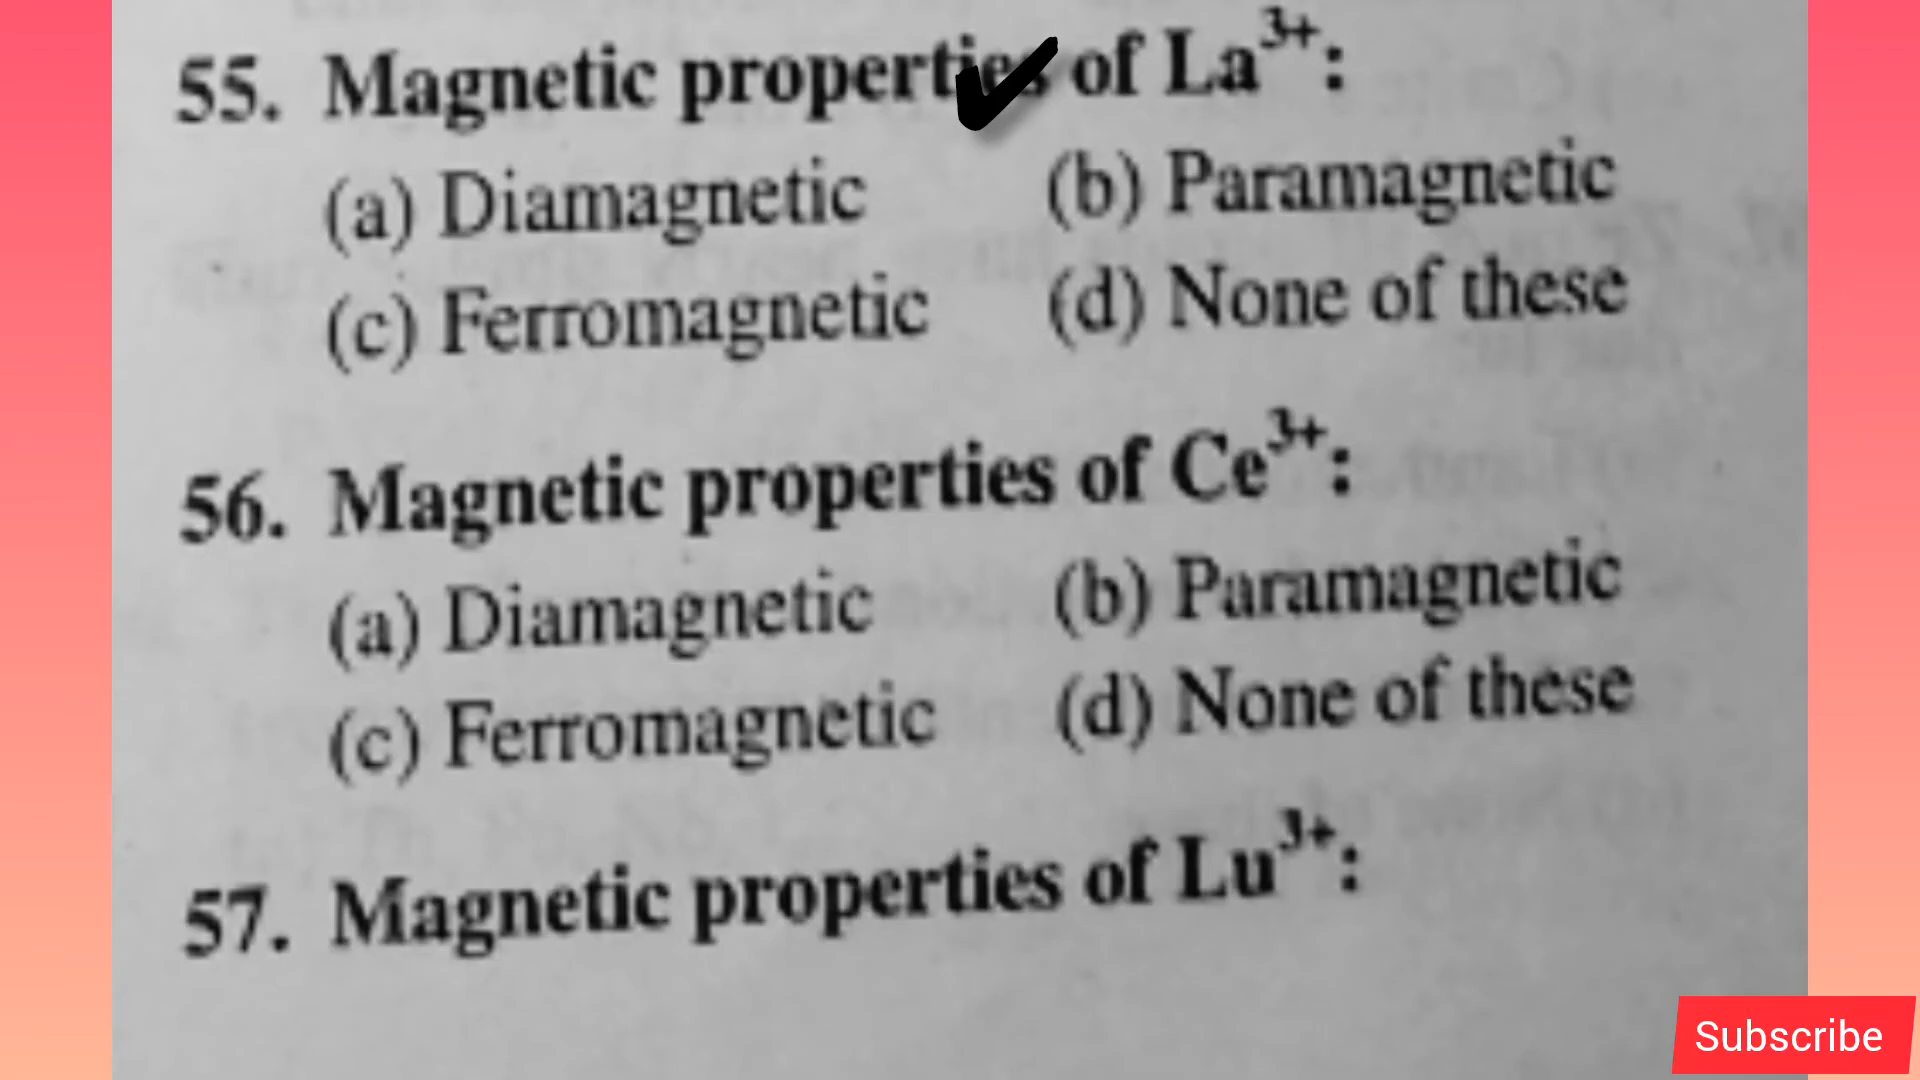 55. Magnetic properties of La³⁺:
(a) Diamagnetic (b) Paramagnetic
(c) Ferromagnetic (d) None of these
56. Magnetic properties of Ce³⁺:
(a) Diamagnetic (b) Paramagnetic
(c) Ferromagnetic (d) None of these
57. Magnetic properties of Lu³⁺:
Subscribe